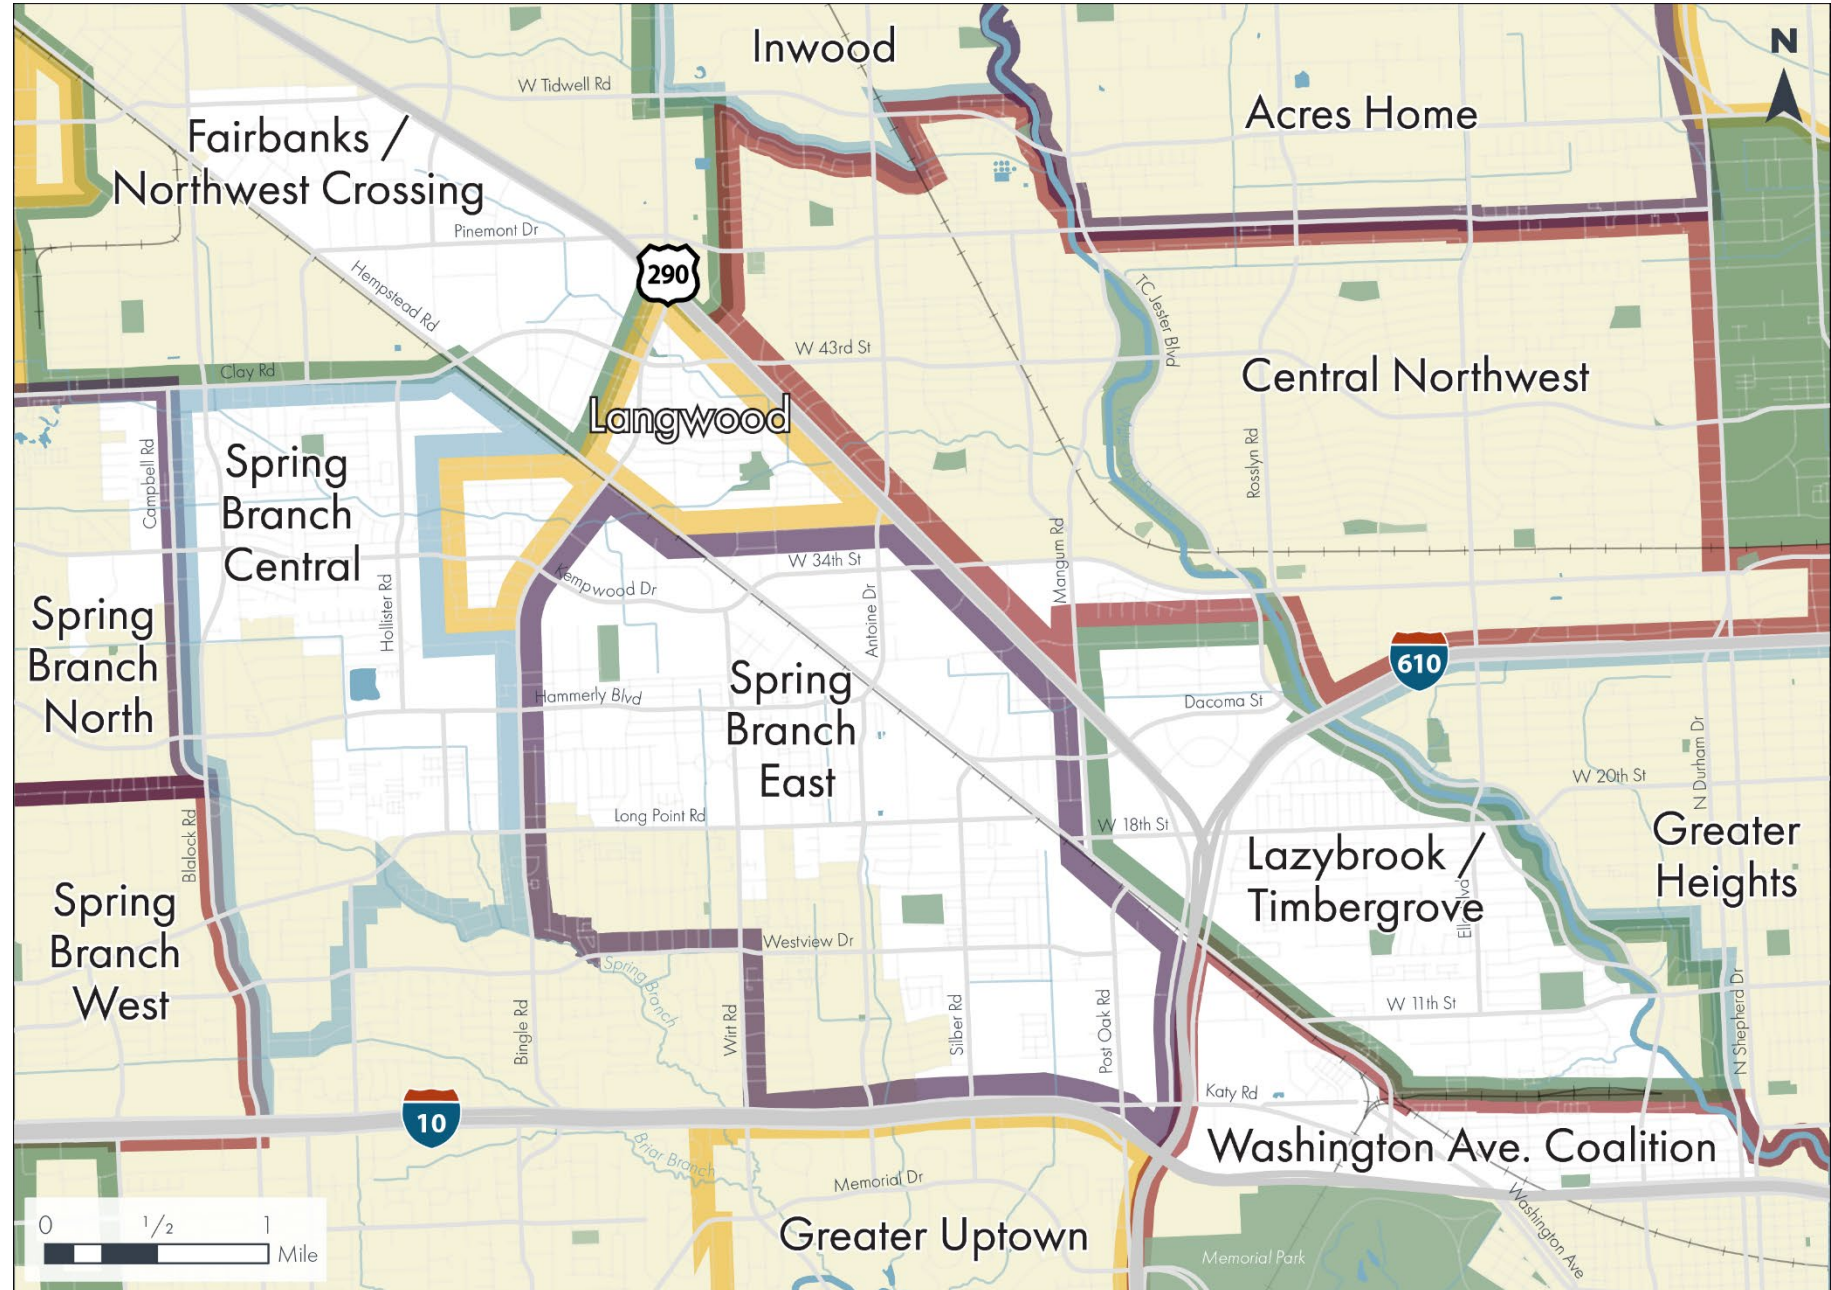 Inwood
N
W Tidwell Rd
Acres Home
Fairbanks /
Northwest Crossing
Pinemont Dr
290
Hempstead Rd
TC Jester Blvd
W 43rd St
Clay Rd
Central Northwest
Langwood
Campbell Rd
Spring
Branch
Central
Rosslyn Rd
Mangum Rd
W 34th St
Kempwood Dr
Hollister Rd
Antoine Dr
Spring
Branch
North
610
Hammerly Blvd
Spring
Branch
East
Dacoma St
N Durham Dr
W 20th St
Long Point Rd
W 18th St
Blalock Rd
Greater
Heights
Lazybrook /
Timbergrove
Spring
Branch
West
Westview Dr
Spring Branch
W 11th St
Bingle Rd
Wirt Rd
Silber Rd
Post Oak Rd
N Shepherd Dr
Katy Rd
10
Washington Ave. Coalition
Briar Branch
Memorial Dr
Washington Ave
0 1/2 1
Mile
Greater Uptown
Memorial Park